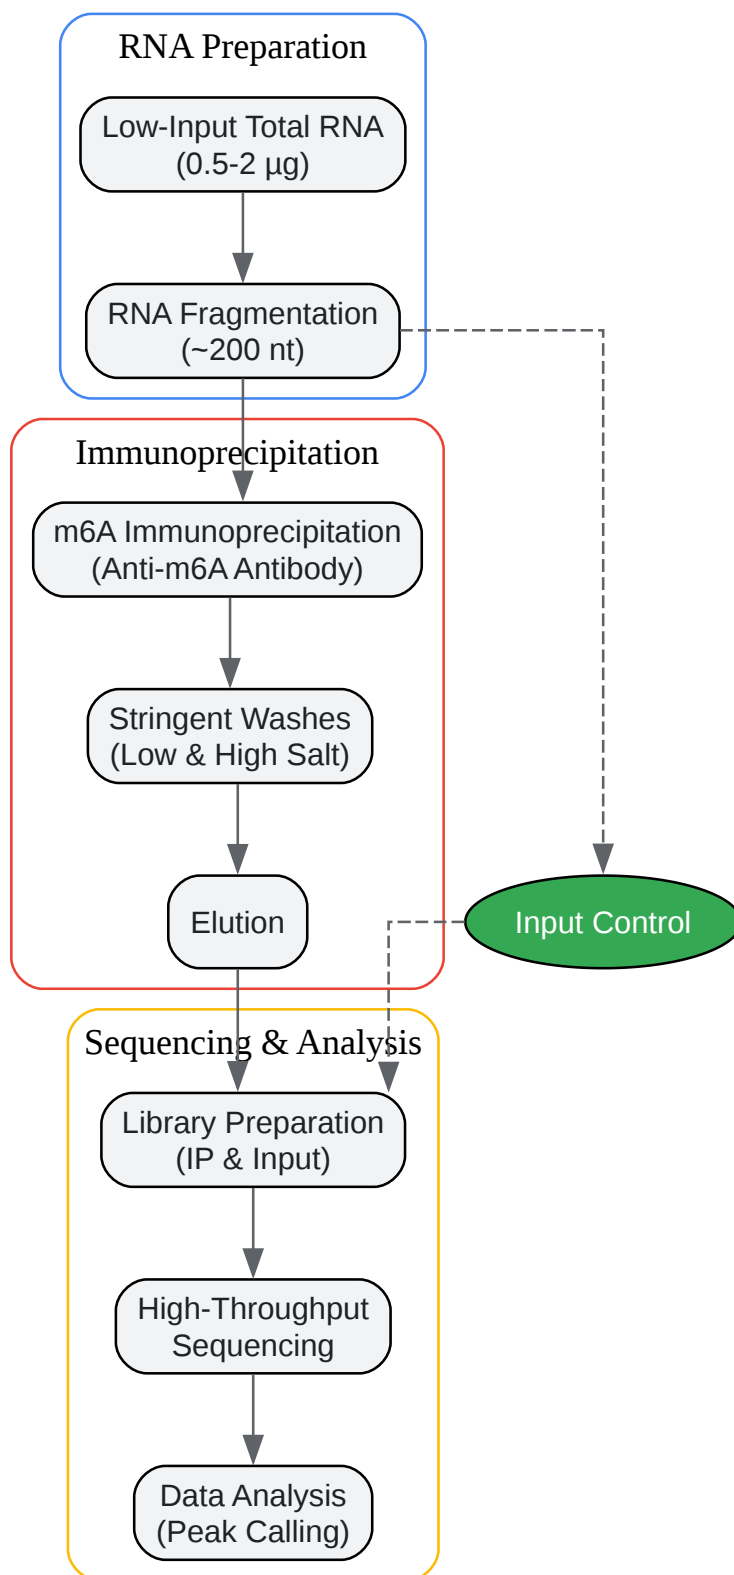 RNA Preparation
Low-Input Total RNA
(0.5-2 µg)
RNA Fragmentation
(~200 nt)
Immunoprecipitation
m6A Immunoprecipitation
(Anti-m6A Antibody)
Stringent Washes
(Low & High Salt)
Elution
Input Control
Sequencing & Analysis
Library Preparation
(IP & Input)
High-Throughput
Sequencing
Data Analysis
(Peak Calling)